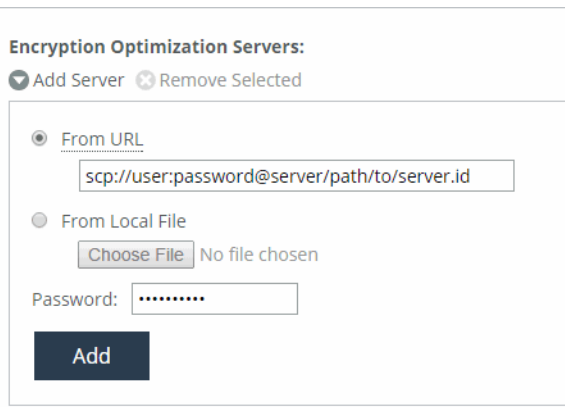 Encryption Optimization Servers:
Add Server Remove Selected
From URL
scp://user:password@server/path/to/server.id
From Local File
Choose File No file chosen
Password: ••••••••••
Add